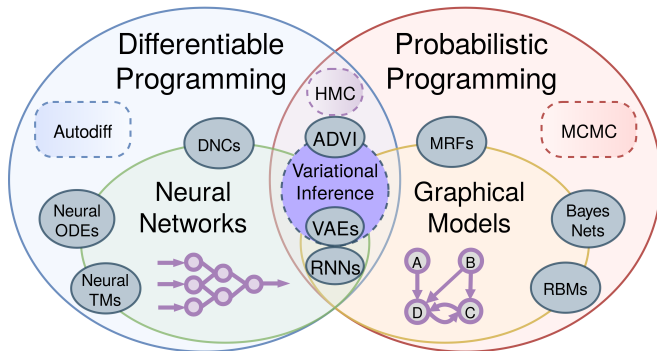 Differentiable
Programming
Probabilistic
Programming
HMC
Autodiff
MCMC
DNCs
ADVI
MRFs
Variational
Inference
Neural
Networks
Graphical
Models
Neural
ODEs
Bayes
Nets
VAEs
RNNs
Neural
TMs
RBMs
A
B
D
C